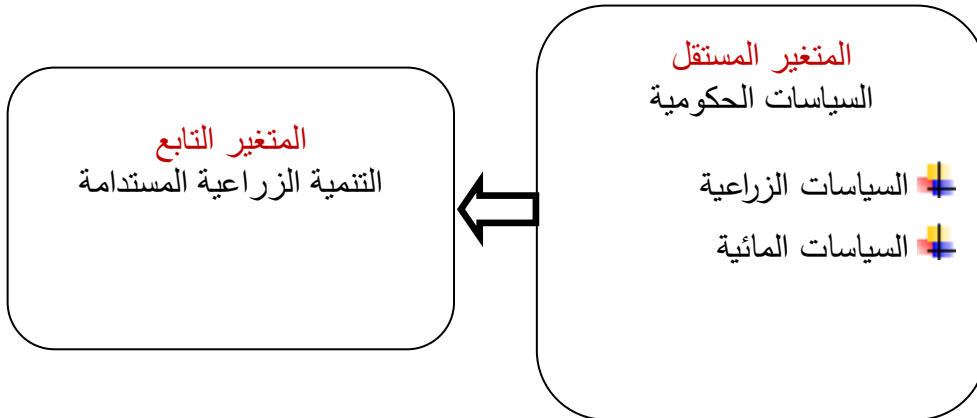 المتغير المستقل
السياسات الحكومية
السياسات الزراعية
السياسات المائية
المتغير التابع
التنمية الزراعية المستدامة